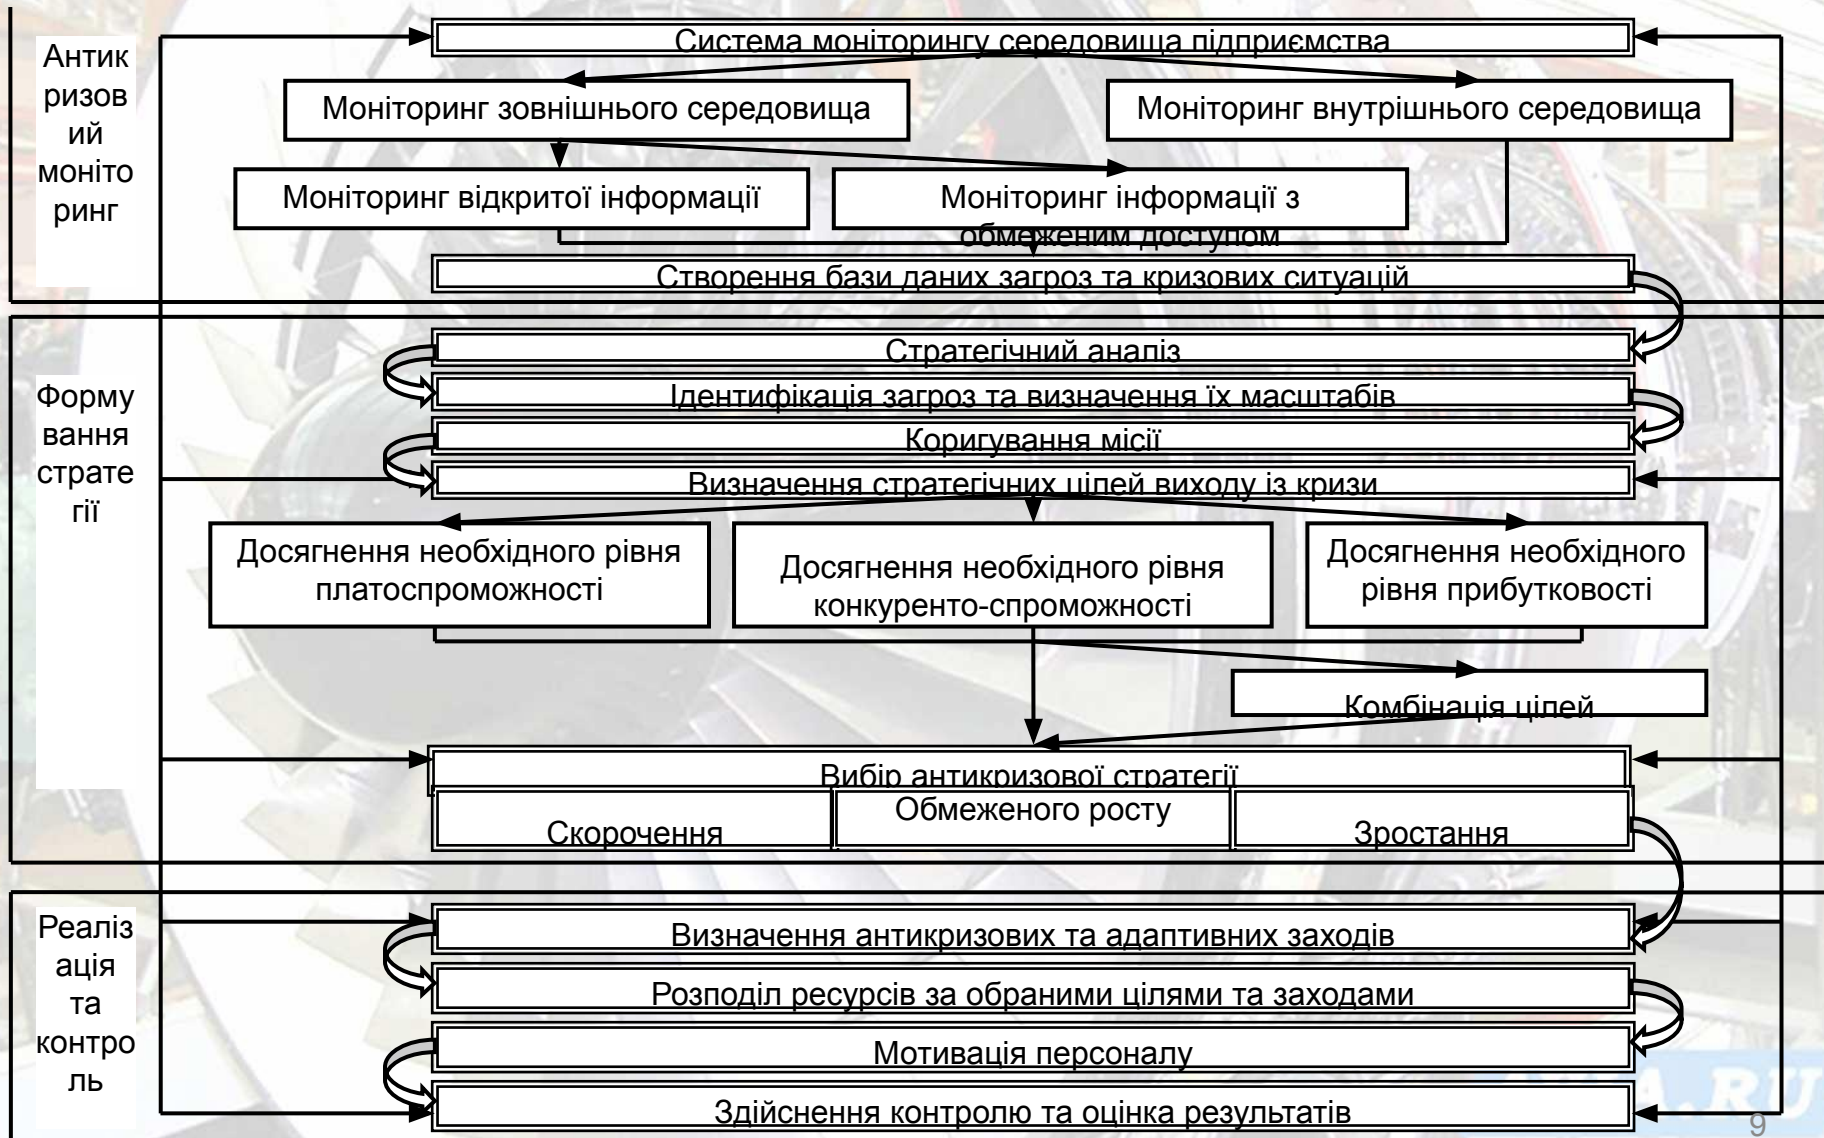 Антик
ризов
ий
моніто
ринг
Система моніторингу середовища підприємства
Моніторинг зовнішнього середовища
Моніторинг внутрішнього середовища
Моніторинг відкритої інформації
Моніторинг інформації з
обмеженим доступом
Створення бази даних загроз та кризових ситуацій
Форму
вання
страте
гії
Стратегічний аналіз
Ідентифікація загроз та визначення їх масштабів
Коригування місії
Визначення стратегічних цілей виходу із кризи
Досягнення необхідного рівня
платоспроможності
Досягнення необхідного рівня
конкуренто-спроможності
Досягнення необхідного
рівня прибутковості
Комбінація цілей
Вибір антикризової стратегії
Скорочення
Обмеженого росту
Зростання
Реаліз
ація
та
контро
ль
Визначення антикризових та адаптивних заходів
Розподіл ресурсів за обраними цілями та заходами
Мотивація персоналу
Здійснення контролю та оцінка результатів
.RU
9